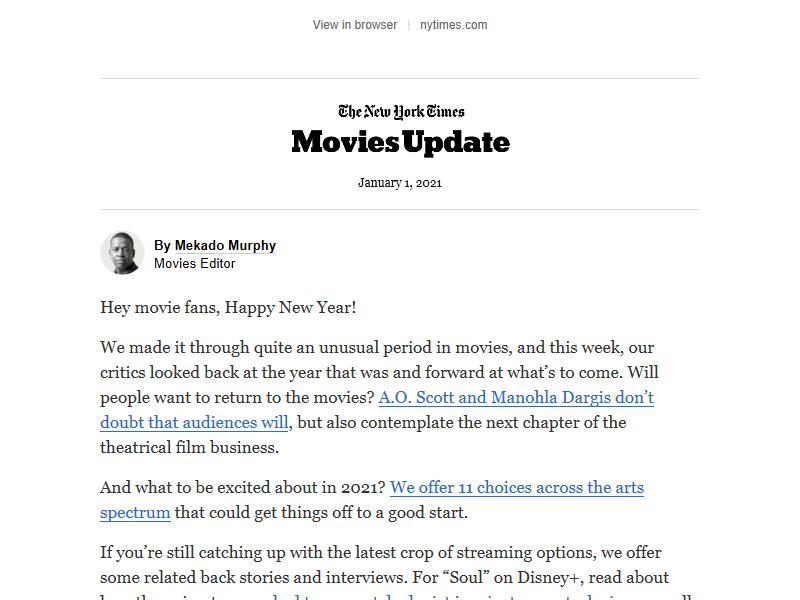 View in browser | nytimes.com
The New York Times
Movies Update
January 1, 2021
By Mekado Murphy
Movies Editor
Hey movie fans, Happy New Year!
We made it through quite an unusual period in movies, and this week, our
critics looked back at the year that was and forward at what’s to come. Will
people want to return to the movies? A.O. Scott and Manohla Dargis don’t
doubt that audiences will, but also contemplate the next chapter of the
theatrical film business.
And what to be excited about in 2021? We offer 11 choices across the arts
spectrum that could get things off to a good start.
If you’re still catching up with the latest crop of streaming options, we offer
some related back stories and interviews. For “Soul” on Disney+, read about